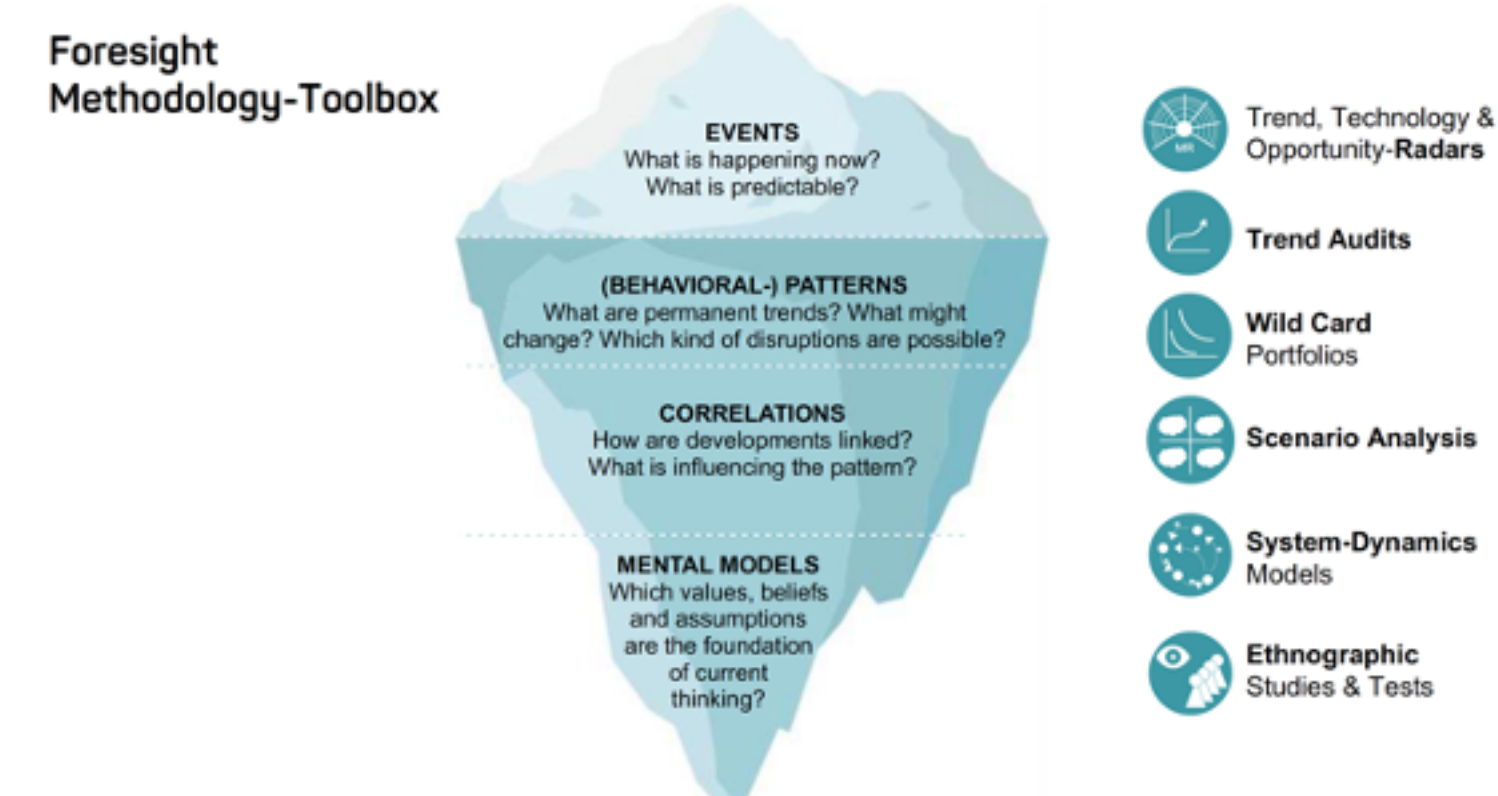 Foresight
Methodology-Toolbox
EVENTS
What is happening now?
What is predictable?
(BEHAVIORAL-) PATTERNS
What are permanent trends? What might
change? Which kind of disruptions are possible?
CORRELATIONS
How are developments linked?
What is influencing the pattern?
MENTAL MODELS
Which values, beliefs
and assumptions
are the foundation
of current
thinking?
MR
Trend, Technology &
Opportunity-Radars
Trend Audits
Wild Card
Portfolios
Scenario Analysis
System-Dynamics
Models
Ethnographic
Studies & Tests